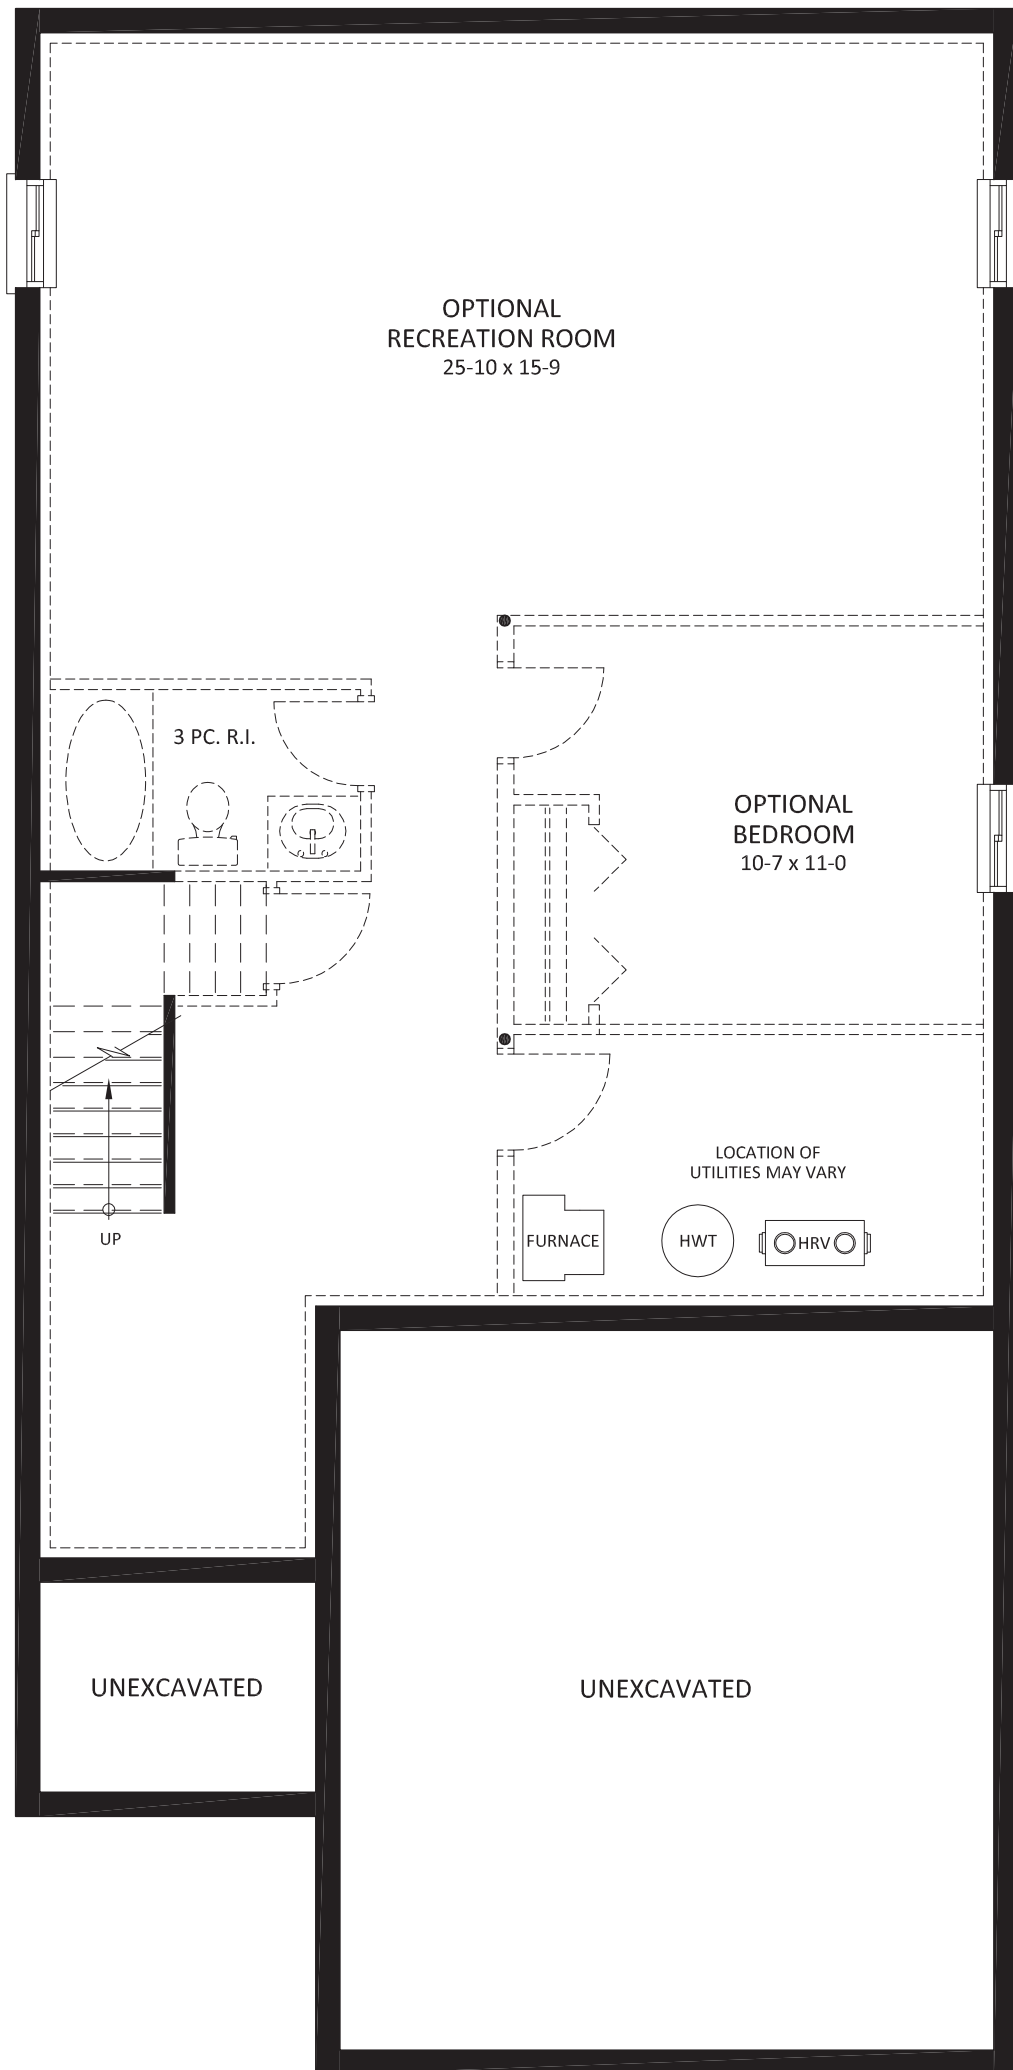 OPTIONAL
RECREATION ROOM
25-10 x 15-9
3 PC. R.I.
OPTIONAL
BEDROOM
10-7 x 11-0
LOCATION OF
UTILITIES MAY VARY
UP
FURNACE
HWT
HRV
UNEXCAVATED
UNEXCAVATED